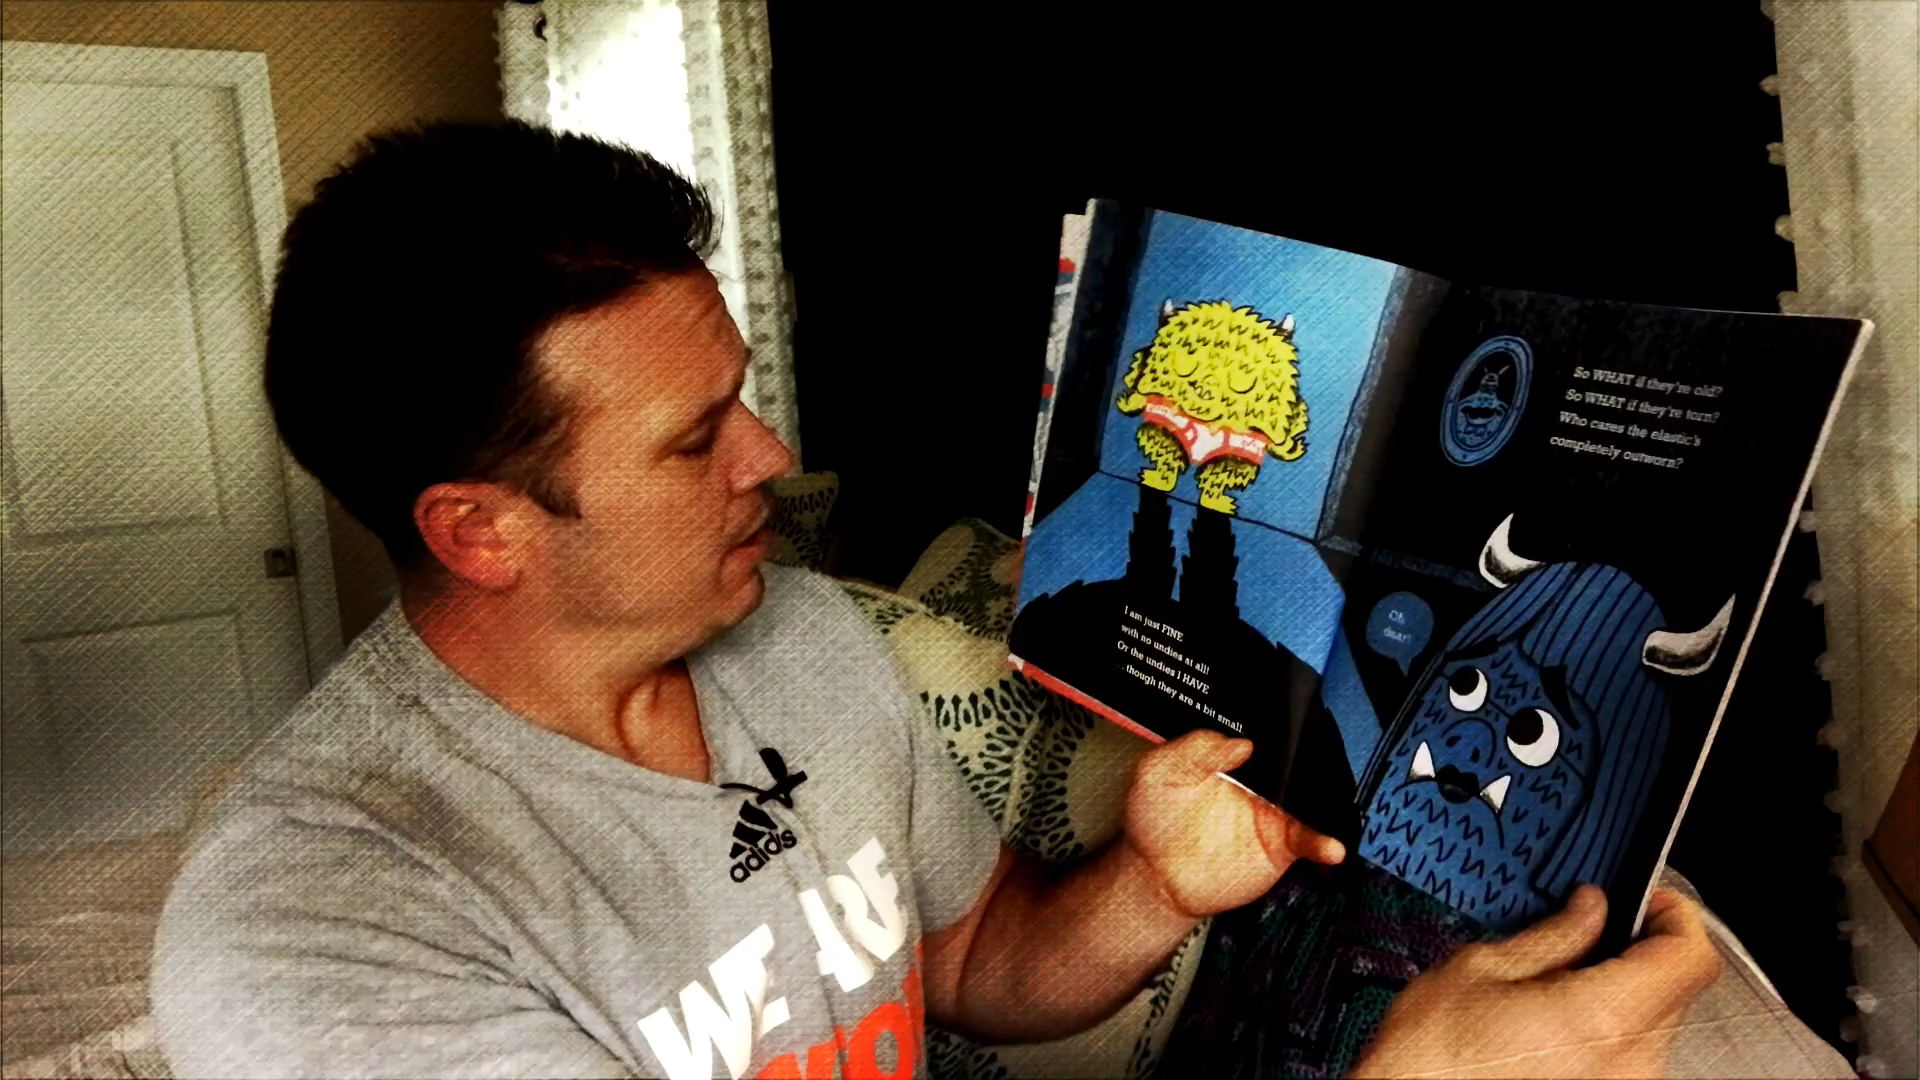 I am just FINE
with no undies at all!
Or the undies I HAVE
. . . though they are a bit small.
So WHAT if they're old?
So WHAT if they're torn?
Who cares the elastic's
completely outworn?
Oh
dear!
adidas
WE ARE